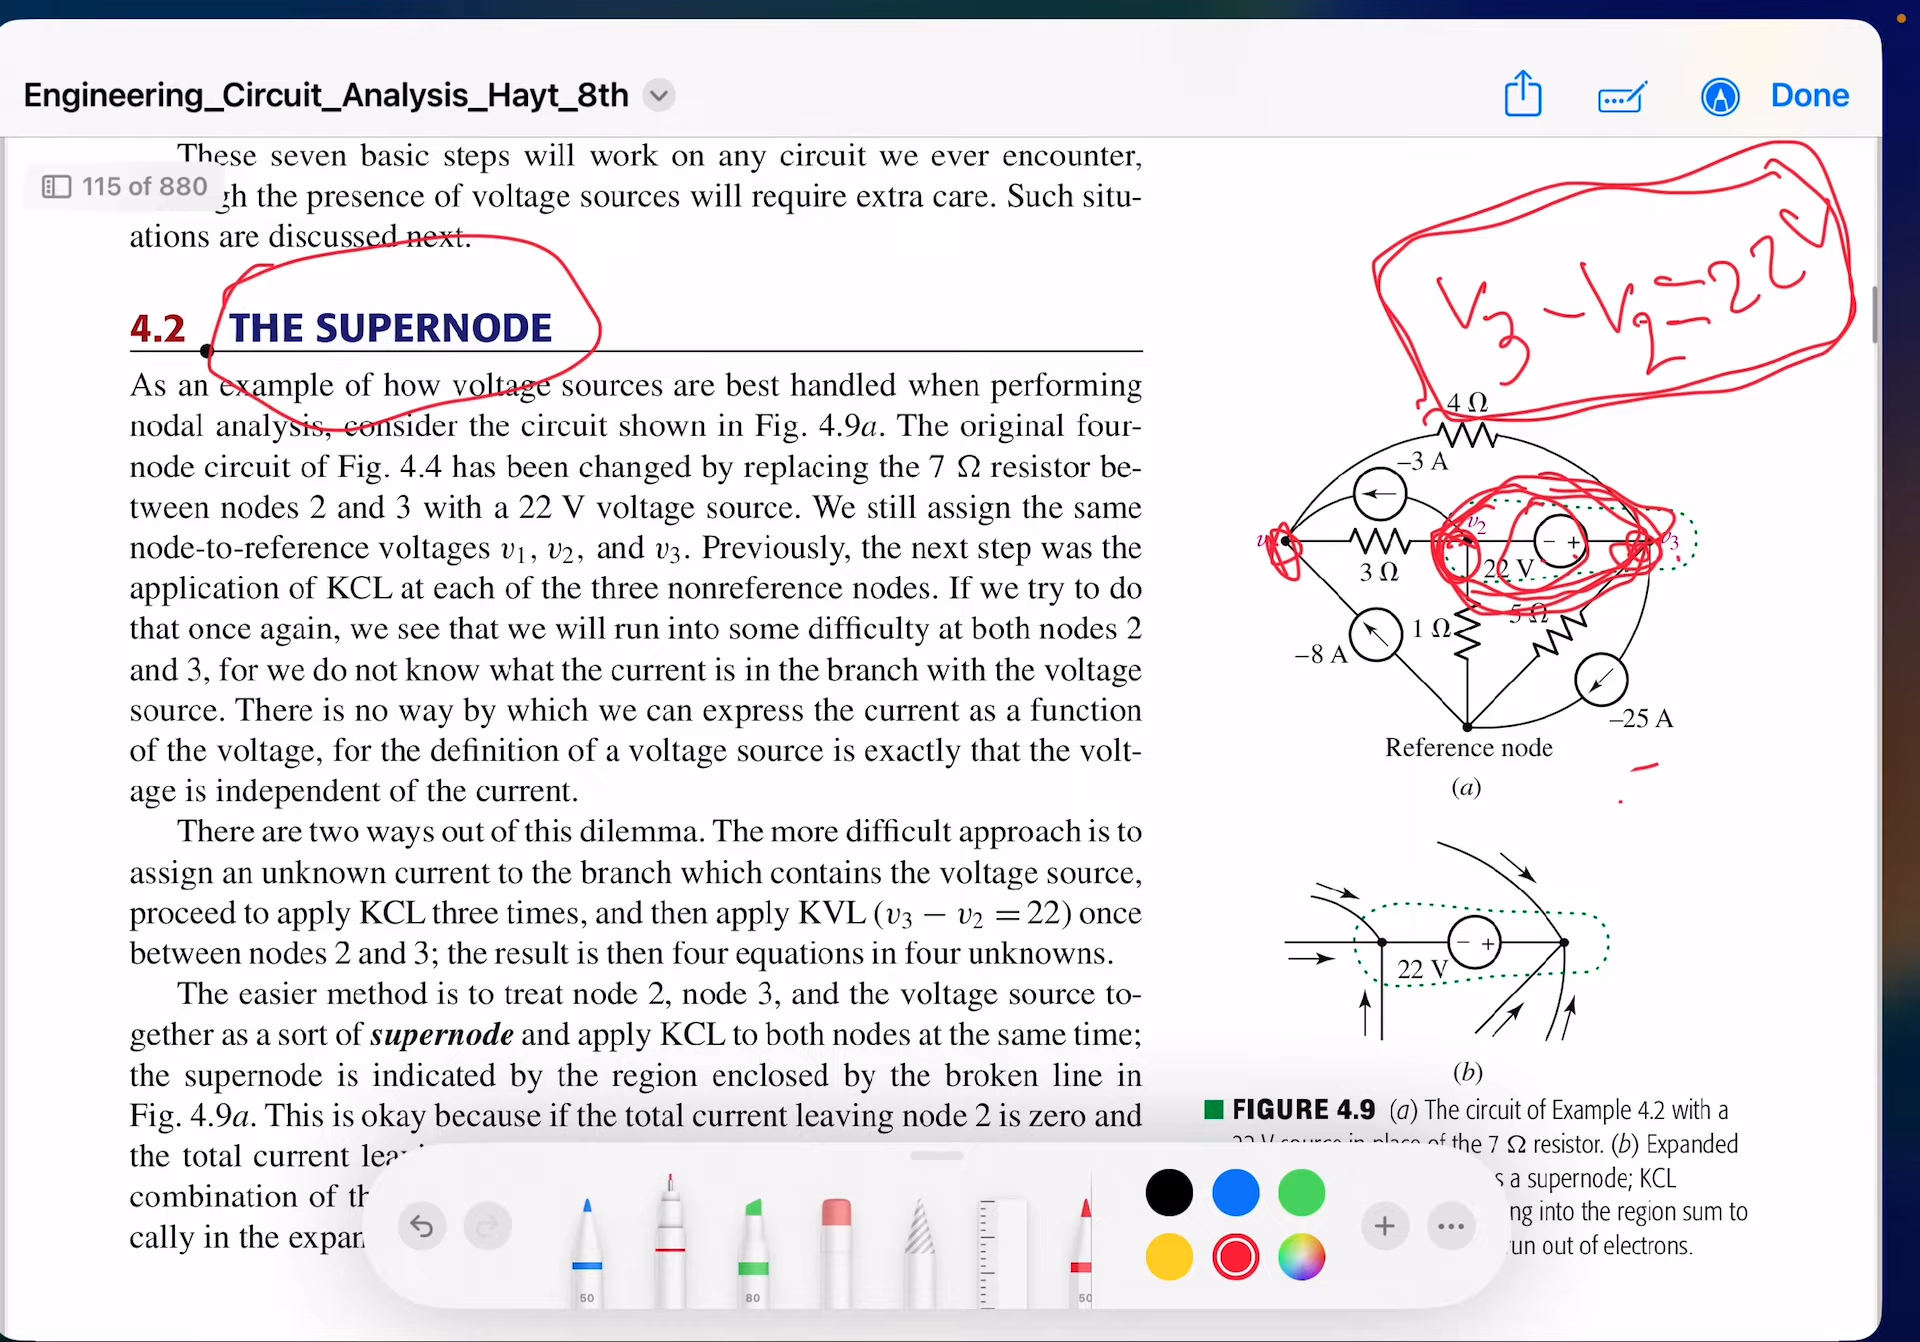 Engineering_Circuit_Analysis_Hayt_8th
Done
115 of 880
These seven basic steps will work on any circuit we ever encounter,
gh the presence of voltage sources will require extra care. Such situ-
ations are discussed next.
4.2 THE SUPERNODE
As an example of how voltage sources are best handled when performing
nodal analysis, consider the circuit shown in Fig. 4.9a. The original four-
node circuit of Fig. 4.4 has been changed by replacing the 7 Ω resistor be-
tween nodes 2 and 3 with a 22 V voltage source. We still assign the same
node-to-reference voltages v1, v2, and v3. Previously, the next step was the
application of KCL at each of the three nonreference nodes. If we try to do
that once again, we see that we will run into some difficulty at both nodes 2
and 3, for we do not know what the current is in the branch with the voltage
source. There is no way by which we can express the current as a function
of the voltage, for the definition of a voltage source is exactly that the volt-
age is independent of the current.
There are two ways out of this dilemma. The more difficult approach is to
assign an unknown current to the branch which contains the voltage source,
proceed to apply KCL three times, and then apply KVL (v3 − v2 = 22) once
between nodes 2 and 3; the result is then four equations in four unknowns.
The easier method is to treat node 2, node 3, and the voltage source to-
gether as a sort of supernode and apply KCL to both nodes at the same time;
the supernode is indicated by the region enclosed by the broken line in
Fig. 4.9a. This is okay because if the total current leaving node 2 is zero and
the total current lea
combination of th
cally in the expan
V3 - V2 = 22V
4 Ω
–3 A
v2
− +
v3
3 Ω
22 V
5 Ω
1 Ω
–8 A
–25 A
Reference node
(a)
− +
22 V
(b)
FIGURE 4.9 (a) The circuit of Example 4.2 with a
22 V source in place of the 7 Ω resistor. (b) Expanded
s a supernode; KCL
ng into the region sum to
un out of electrons.
50
80
50